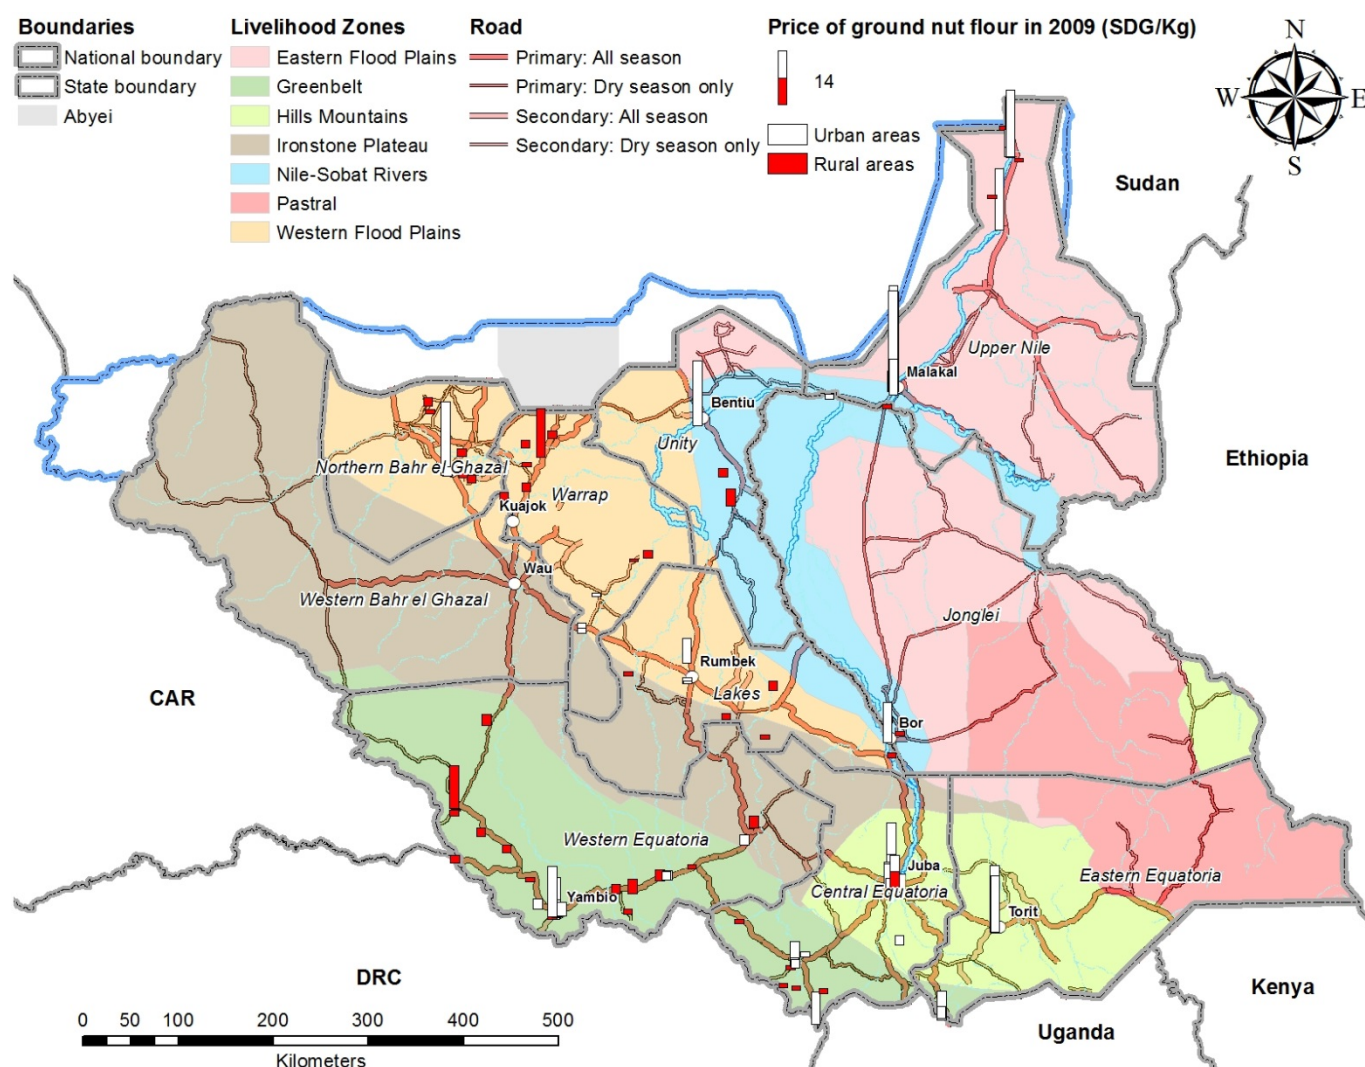 Boundaries
National boundary
State boundary
Abyei
Livelihood Zones
Eastern Flood Plains
Greenbelt
Hills Mountains
Ironstone Plateau
Nile-Sobat Rivers
Pastral
Western Flood Plains
Road
Primary: All season
Primary: Dry season only
Secondary: All season
Secondary: Dry season only
Price of ground nut flour in 2009 (SDG/Kg)
14
Urban areas
Rural areas
N
W
E
S
Sudan
Upper Nile
Malakal
Bentiu
Unity
Ethiopia
Northern Bahr el Ghazal
Warrap
Kuajok
Wau
Western Bahr el Ghazal
Jonglei
Rumbek
Lakes
CAR
Bor
Western Equatoria
Juba
Eastern Equatoria
Central Equatoria
Yambio
Torit
DRC
Kenya
Uganda
0 50 100 200 300 400 500
Kilometers